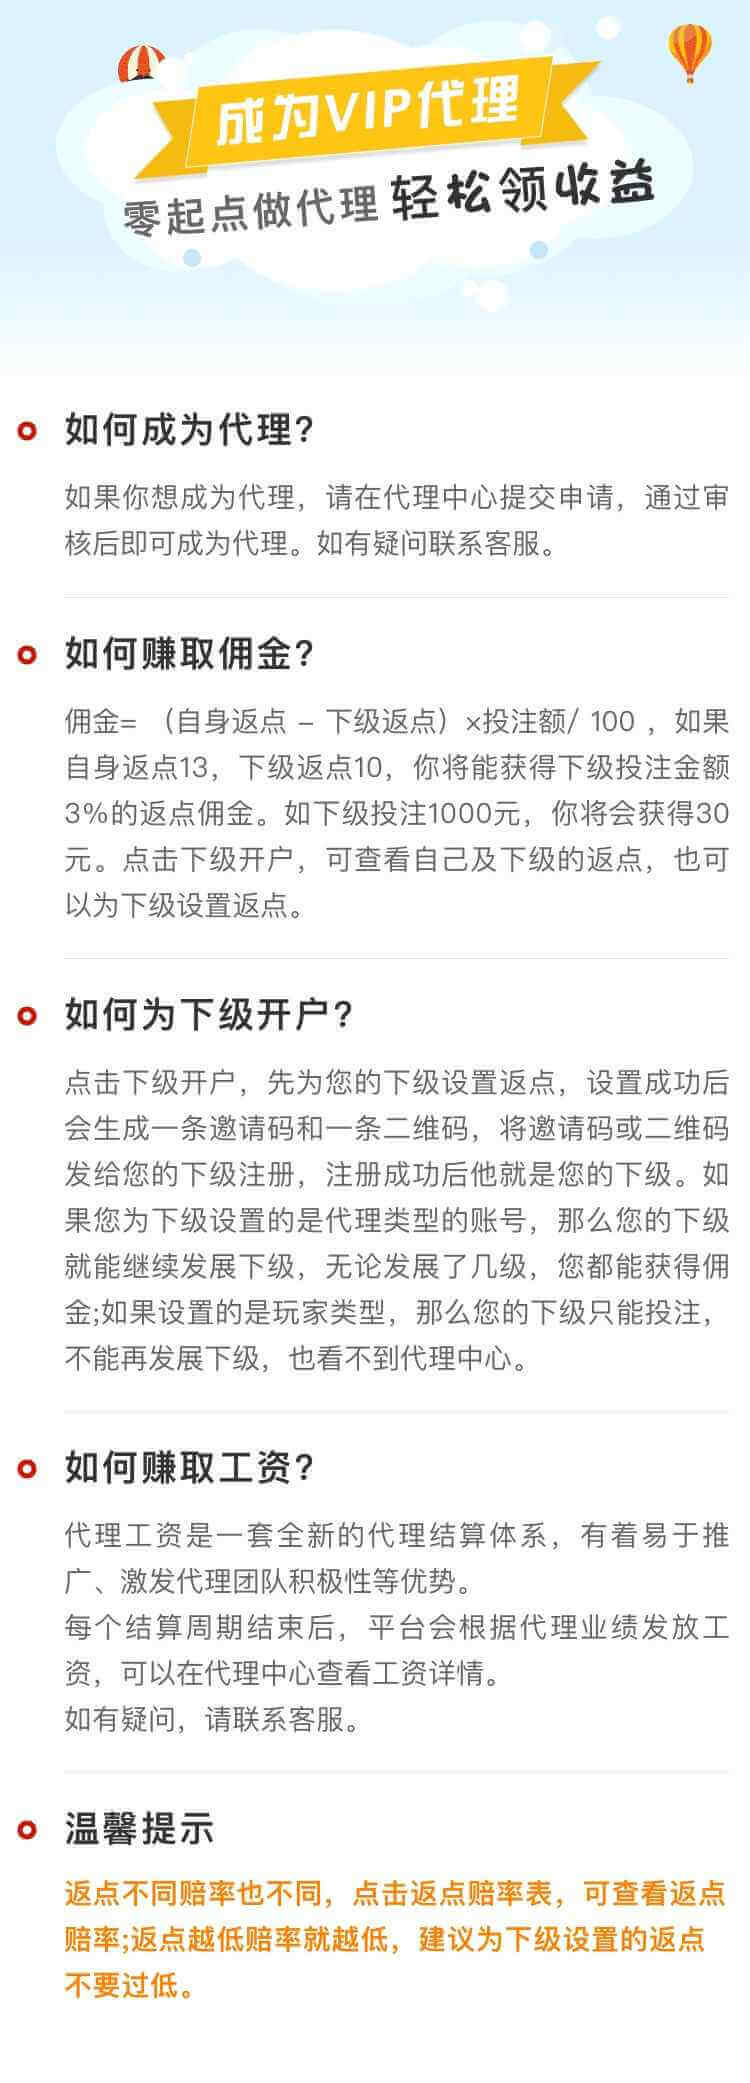 成为VIP代理
零起点做代理 轻松领收益
如何成为代理?
如果你想成为代理，请在代理中心提交申请，通过审
核后即可成为代理。如有疑问联系客服。
如何赚取佣金?
佣金= （自身返点 – 下级返点）×投注额/ 100 ，如果
自身返点13，下级返点10，你将能获得下级投注金额
3%的返点佣金。如下级投注1000元，你将会获得30
元。点击下级开户，可查看自己及下级的返点，也可
以为下级设置返点。
如何为下级开户?
点击下级开户，先为您的下级设置返点，设置成功后
会生成一条邀请码和一条二维码，将邀请码或二维码
发给您的下级注册，注册成功后他就是您的下级。如
果您为下级设置的是代理类型的账号，那么您的下级
就能继续发展下级，无论发展了几级，您都能获得佣
金;如果设置的是玩家类型，那么您的下级只能投注，
不能再发展下级，也看不到代理中心。
如何赚取工资?
代理工资是一套全新的代理结算体系，有着易于推
广、激发代理团队积极性等优势。
每个结算周期结束后，平台会根据代理业绩发放工
资，可以在代理中心查看工资详情。
如有疑问，请联系客服。
温馨提示
返点不同赔率也不同，点击返点赔率表，可查看返点
赔率;返点越低赔率就越低，建议为下级设置的返点
不要过低。